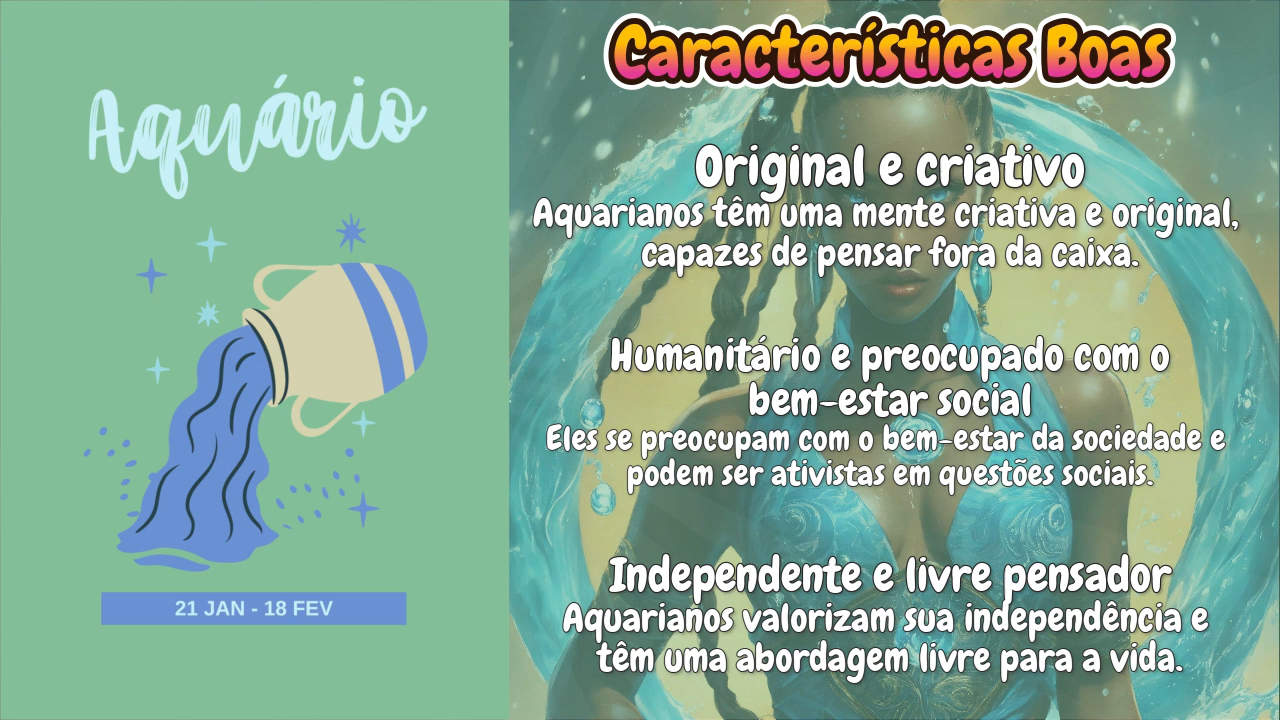 Aquário
21 JAN - 18 FEV
Características Boas
Original e criativo
Aquarianos têm uma mente criativa e original,
capazes de pensar fora da caixa.
Humanitário e preocupado com o
bem-estar social
Eles se preocupam com o bem-estar da sociedade e
podem ser ativistas em questões sociais.
Independente e livre pensador
Aquarianos valorizam sua independência e
têm uma abordagem livre para a vida.